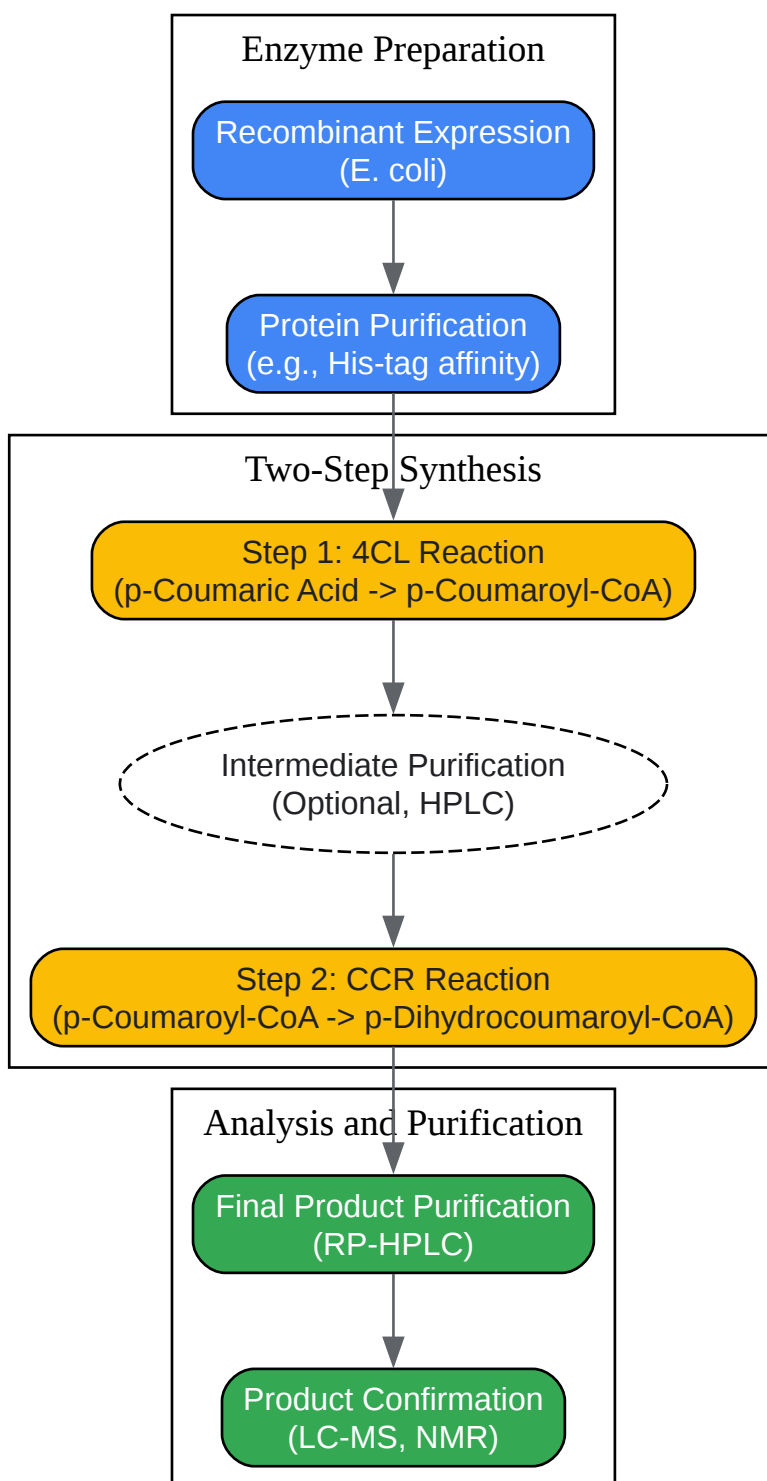 Enzyme Preparation
Recombinant Expression
(E. coli)
Protein Purification
(e.g., His-tag affinity)
Two-Step Synthesis
Step 1: 4CL Reaction
(p-Coumaric Acid -> p-Coumaroyl-CoA)
Intermediate Purification
(Optional, HPLC)
Step 2: CCR Reaction
(p-Coumaroyl-CoA -> p-Dihydrocoumaroyl-CoA)
Analysis and Purification
Final Product Purification
(RP-HPLC)
Product Confirmation
(LC-MS, NMR)